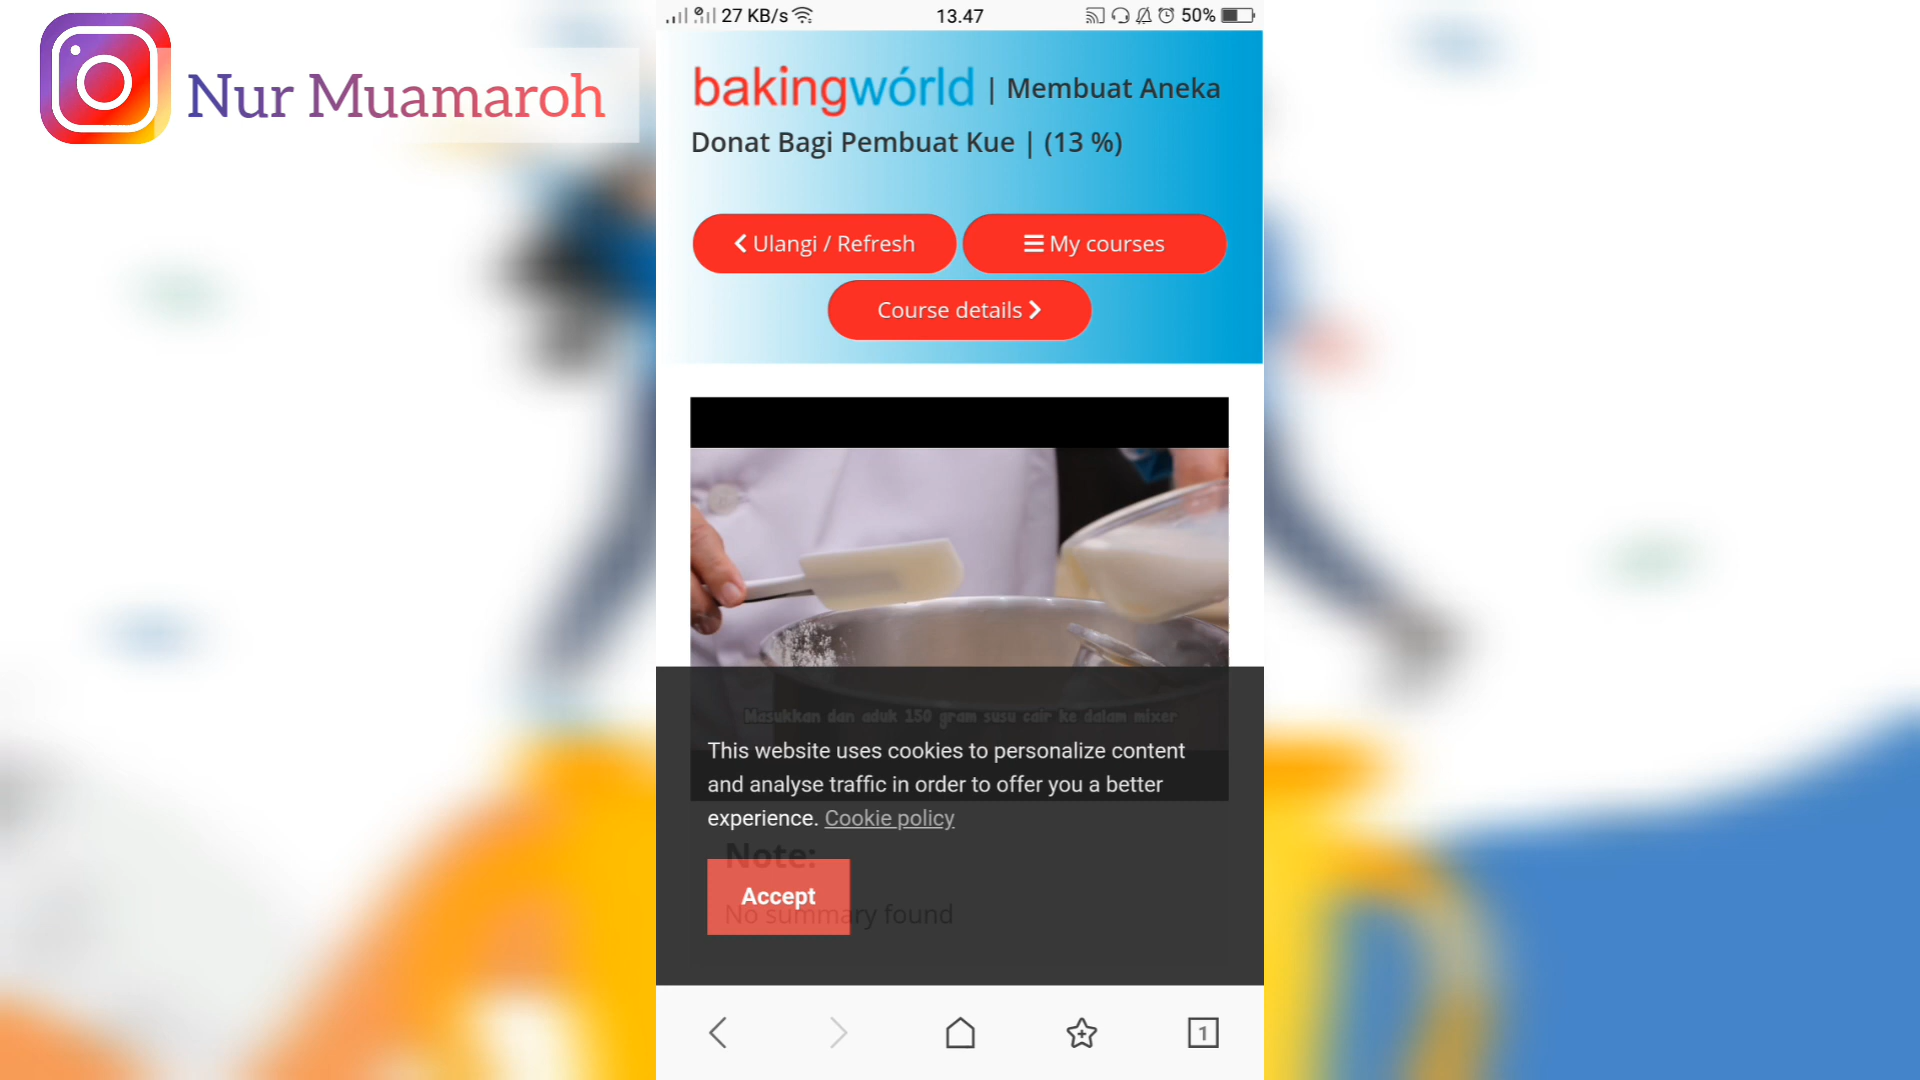 Nur Muamaroh
27 KB/s
13.47
50%
bakingwórld | Membuat Aneka
Donat Bagi Pembuat Kue | (13 %)
Ulangi / Refresh
My courses
Course details
Masukkan dan aduk 150 gram susu cair ke dalam mixer
This website uses cookies to personalize content
and analyse traffic in order to offer you a better
experience. Cookie policy
Note:
Accept
No summary found
1